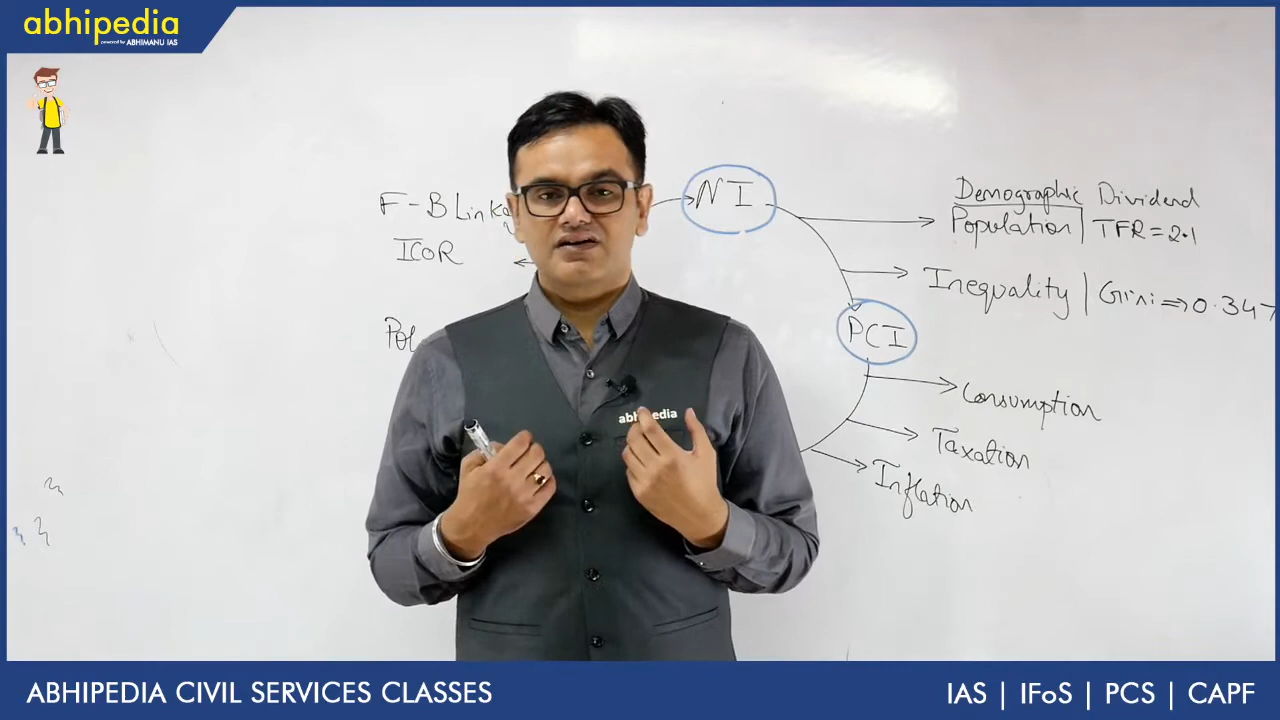 abhipedia
powered by ABHIMANU IAS
F-B Linka
ICOR
Pol
NI
Demographic Dividend
Population | TFR = 2.1
Inequality | Gini ⇒ 0.347
PCI
Consumption
Taxation
Inflation
abhipedia
ABHIPEDIA CIVIL SERVICES CLASSES
IAS | IFoS | PCS | CAPF